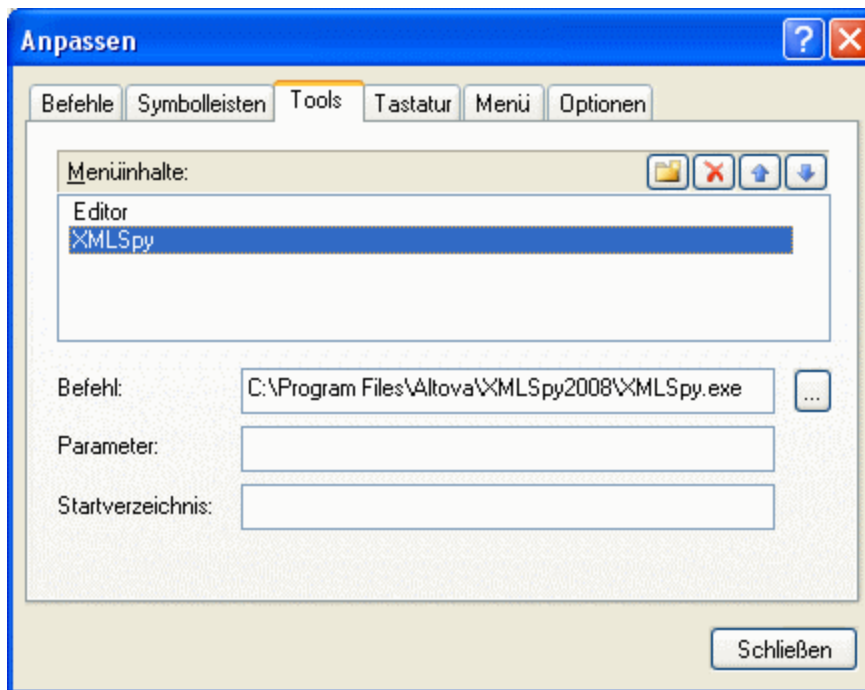 Anpassen
Befehle Symbolleisten Tools Tastatur Menü Optionen
Menüinhalte:
Editor
XMLSpy
Befehl: C:\Program Files\Altova\XMLSpy2008\XMLSpy.exe ...
Parameter:
Startverzeichnis:
Schließen